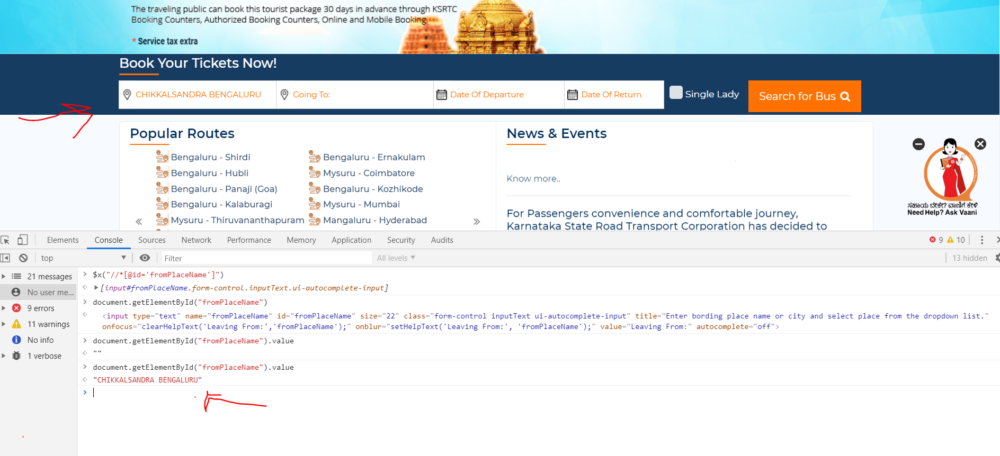 The traveling public can book this tourist package 30 days in advance through KSRTC
Booking Counters, Authorized Booking Counters, Online and Mobile Booking.
* Service tax extra
Book Your Tickets Now!
CHIKKALSANDRA BENGALURU
Going To:
Date Of Departure
Date Of Return
Single Lady
Search for Bus
Popular Routes
Bengaluru - Shirdi
Bengaluru - Ernakulam
Bengaluru - Hubli
Mysuru - Coimbatore
Bengaluru - Panaji (Goa)
Bengaluru - Kozhikode
Bengaluru - Kalaburagi
Mysuru - Mumbai
Mysuru - Thiruvananthapuram
Mangaluru - Hyderabad
«
»
News & Events
Know more..
For Passengers convenience and comfortable journey,
Karnataka State Road Transport Corporation has decided to
ಸಹಾಯ ಬೇಕೇ? ವಾಣಿಗೆ ಕೇಳಿ
Need Help? Ask Vaani
Elements Console Sources Network Performance Memory Application Security Audits
9 10
top
Filter
All levels ▼
13 hidden
21 messages
No user me...
9 errors
11 warnings
No info
1 verbose
> $x("//*[@id='fromPlaceName']")
[input#fromPlaceName.form-control.inputText.ui-autocomplete-input]
> document.getElementById("fromPlaceName")
<input type="text" name="fromPlaceName" id="fromPlaceName" size="22" class="form-control inputText ui-autocomplete-input" title="Enter bording place name or city and select place from the dropdown list."
onfocus="clearHelpText('Leaving From:','fromPlaceName');" onblur="setHelpText('Leaving From:', 'fromPlaceName');" value="Leaving From:" autocomplete="off">
> document.getElementById("fromPlaceName").value
""
> document.getElementById("fromPlaceName").value
"CHIKKALSANDRA BENGALURU"
>